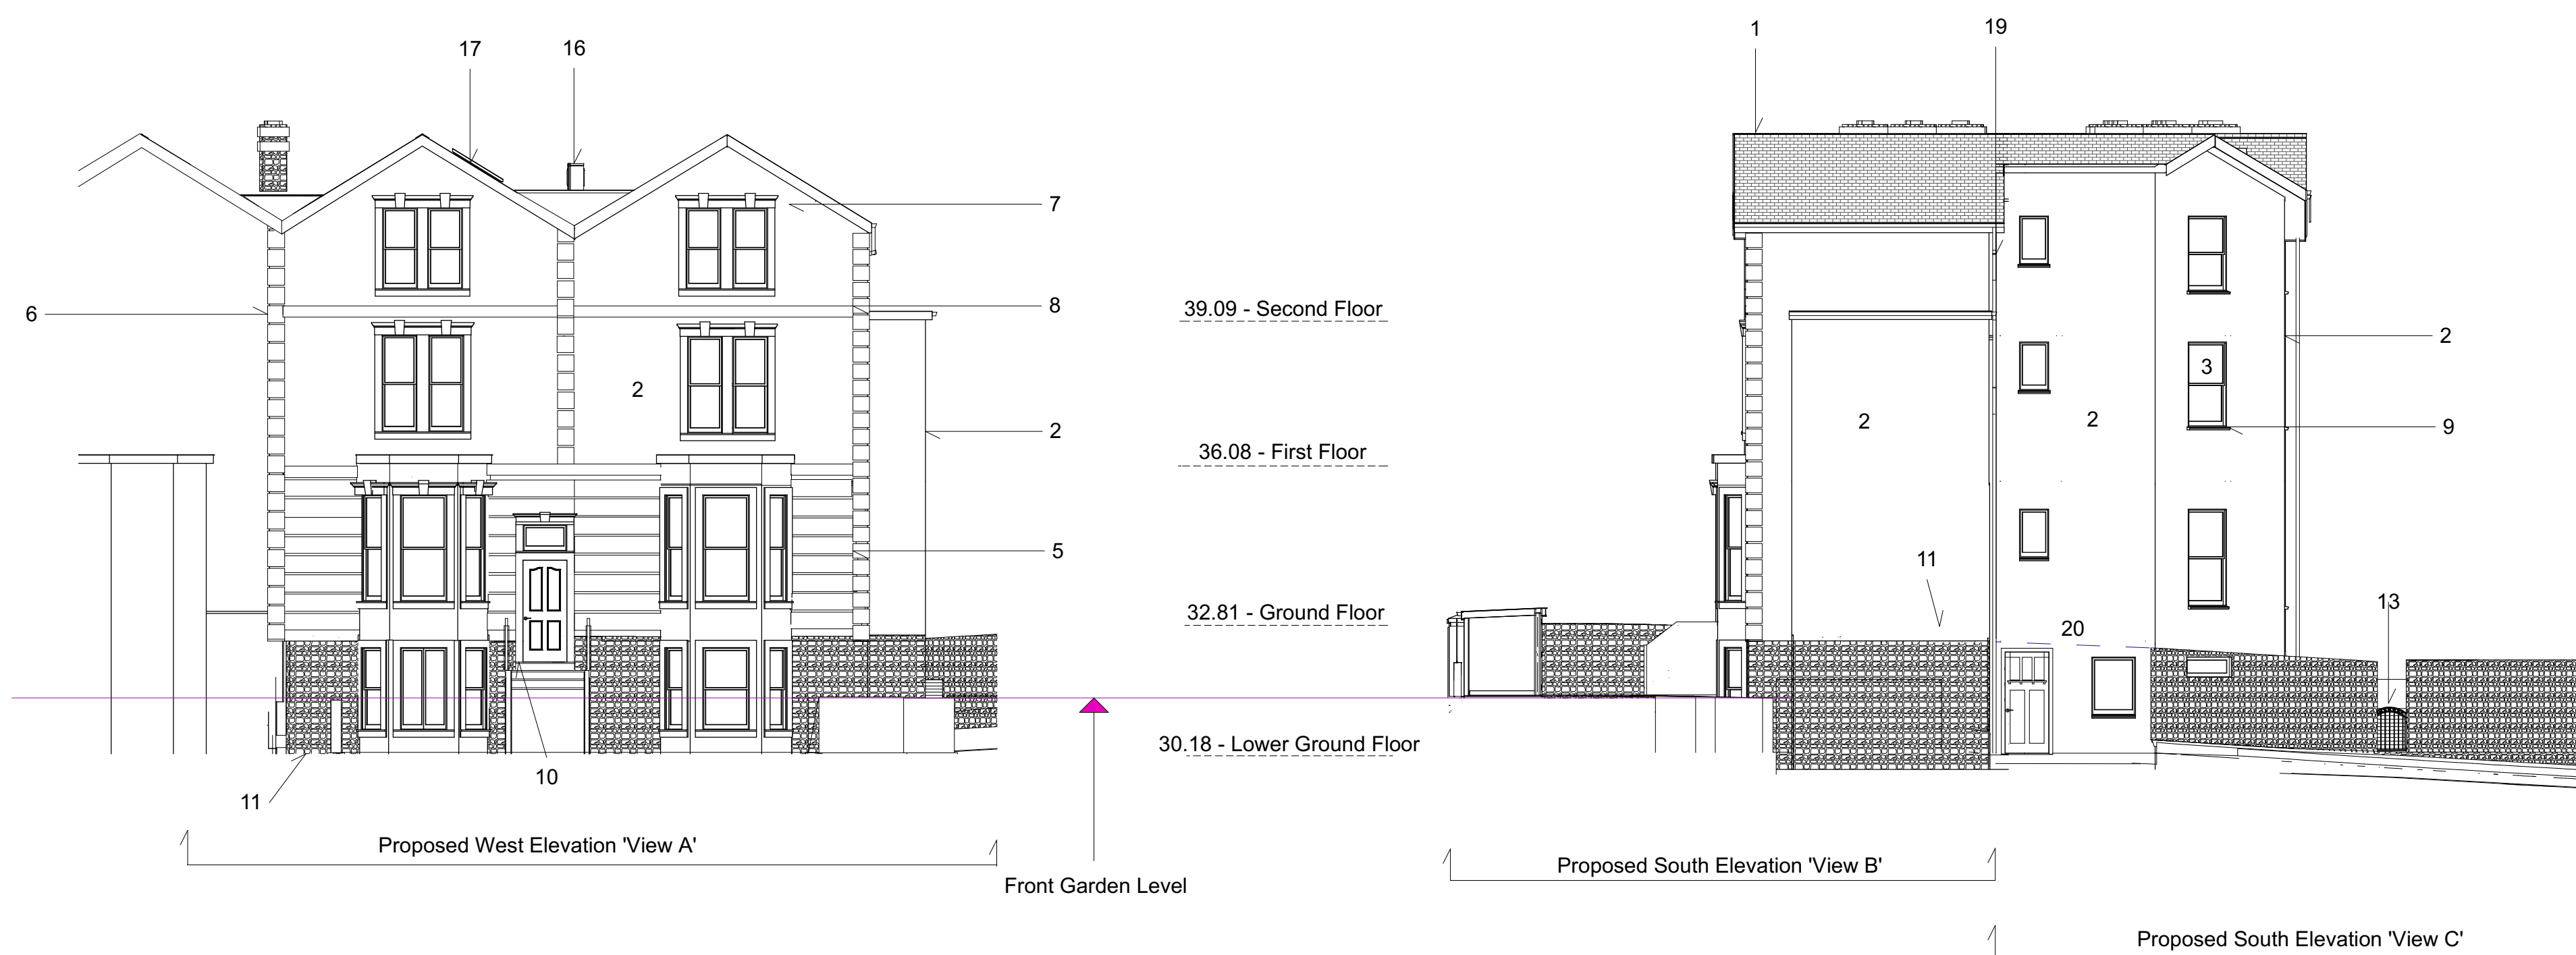 1
19
17
16
7
39.09 - Second Floor
8
6
2
3
2
2
2
2
9
36.08 - First Floor
5
11
13
32.81 - Ground Floor
20
30.18 - Lower Ground Floor
10
11
Proposed West Elevation 'View A'
Front Garden Level
Proposed South Elevation 'View B'
Proposed South Elevation 'View C'